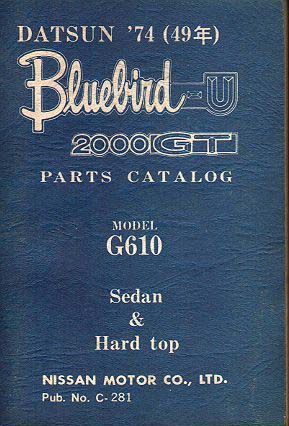 DATSUN '74 (49年)
Bluebird-U
2000GT
PARTS CATALOG
MODEL
G610
Sedan
&
Hard top
NISSAN MOTOR CO., LTD.
Pub. No. C-281